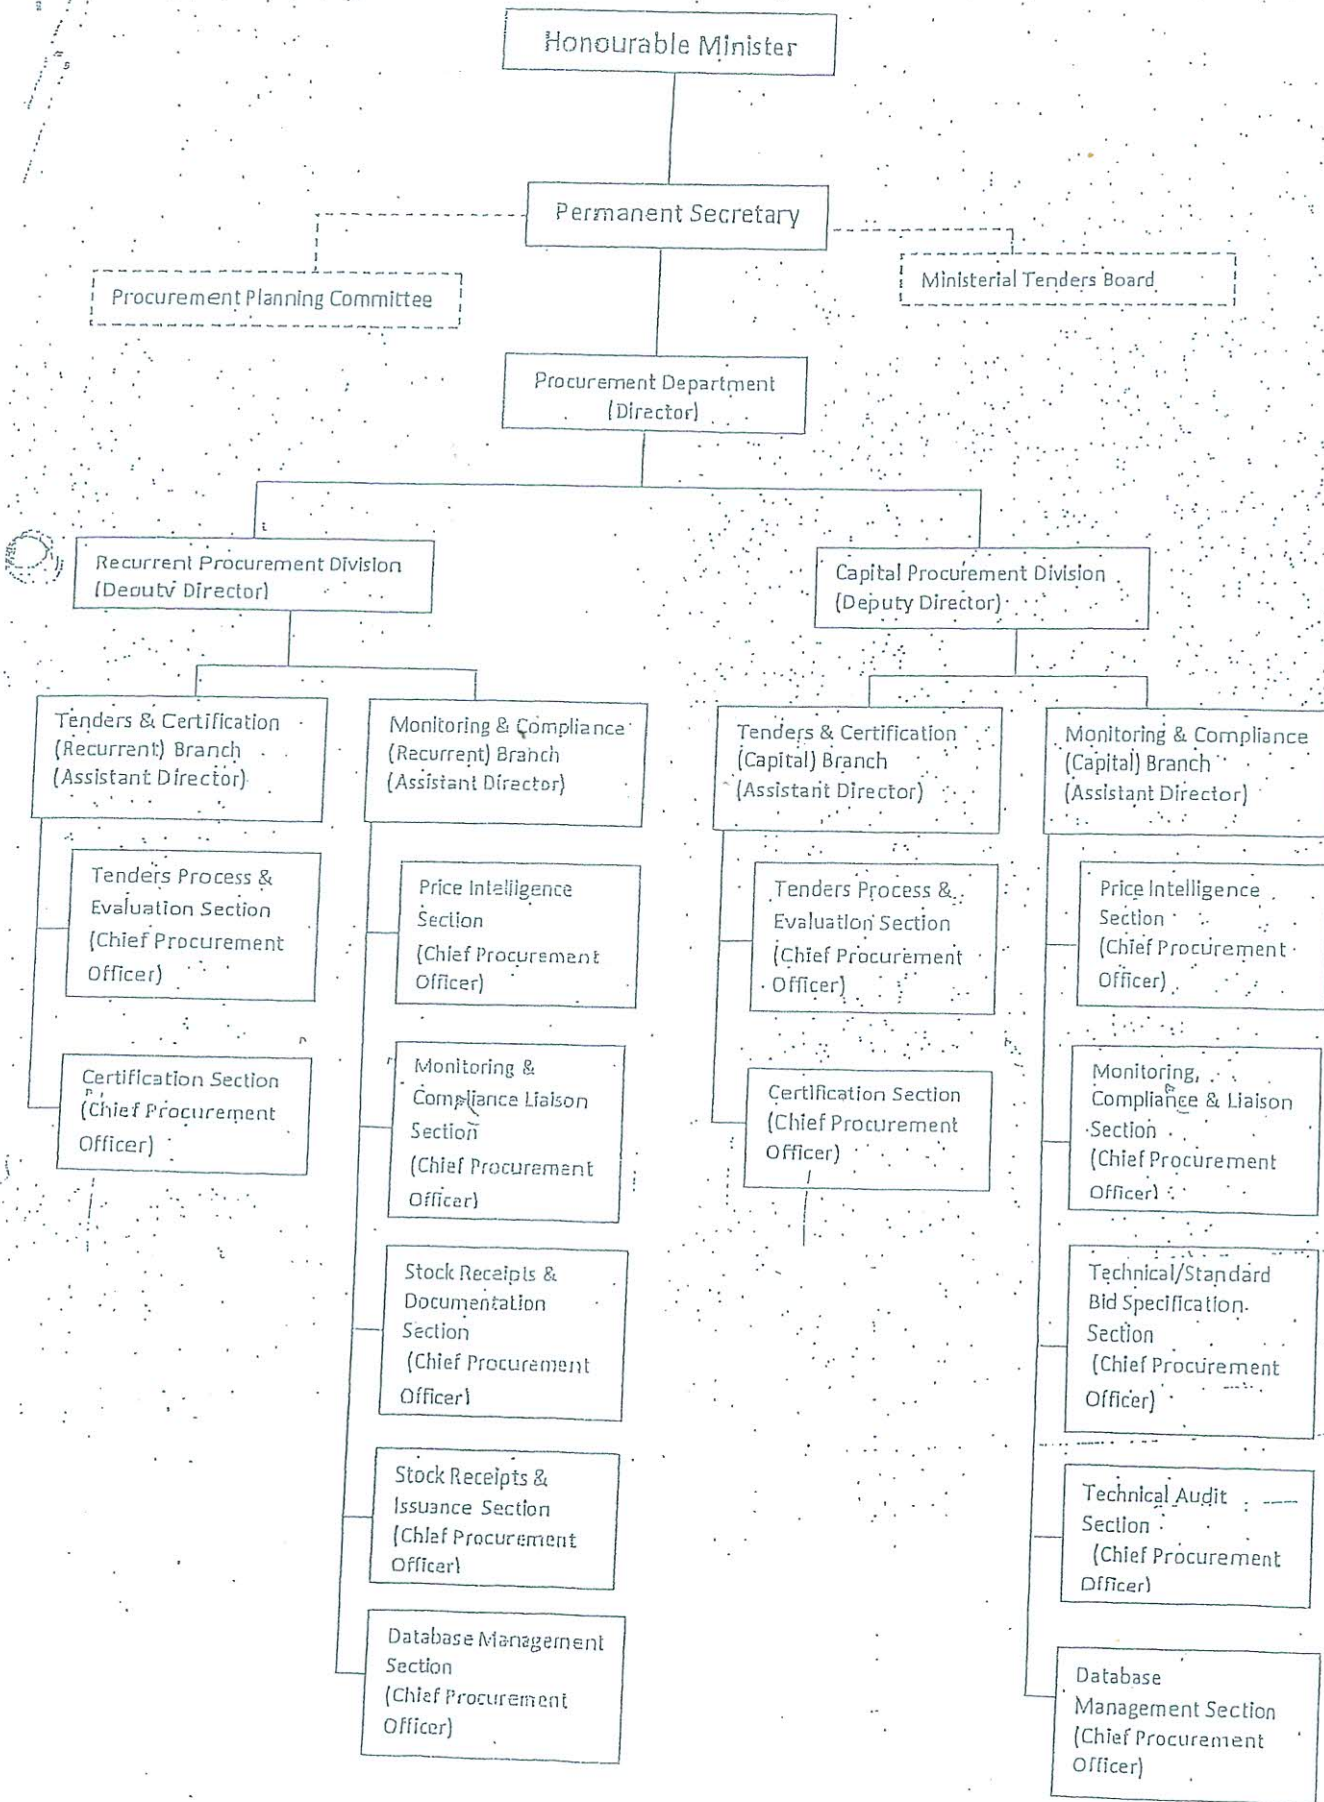 Honourable Minister
Permanent Secretary
Procurement Planning Committee
Ministerial Tenders Board
Procurement Department
(Director)
Recurrent Procurement Division
(Deputy Director)
Capital Procurement Division
(Deputy Director)
Tenders & Certification
(Recurrent) Branch
(Assistant Director)
Monitoring & Compliance
(Recurrent) Branch
(Assistant Director)
Tenders & Certification
(Capital) Branch
(Assistant Director)
Monitoring & Compliance
(Capital) Branch
(Assistant Director)
Tenders Process &
Evaluation Section
(Chief Procurement
Officer)
Certification Section
(Chief Procurement
Officer)
Price Intelligence
Section
(Chief Procurement
Officer)
Monitoring &
Compliance Liaison
Section
(Chief Procurement
Officer)
Stock Receipts &
Documentation
Section
(Chief Procurement
Officer)
Stock Receipts &
Issuance Section
(Chief Procurement
Officer)
Database Management
Section
(Chief Procurement
Officer)
Tenders Process &
Evaluation Section
(Chief Procurement
Officer)
Certification Section
(Chief Procurement
Officer)
Price Intelligence
Section
(Chief Procurement
Officer)
Monitoring,
Compliance & Liaison
Section
(Chief Procurement
Officer)
Technical/Standard
Bid Specification
Section
(Chief Procurement
Officer)
Technical Audit
Section
(Chief Procurement
Officer)
Database
Management Section
(Chief Procurement
Officer)